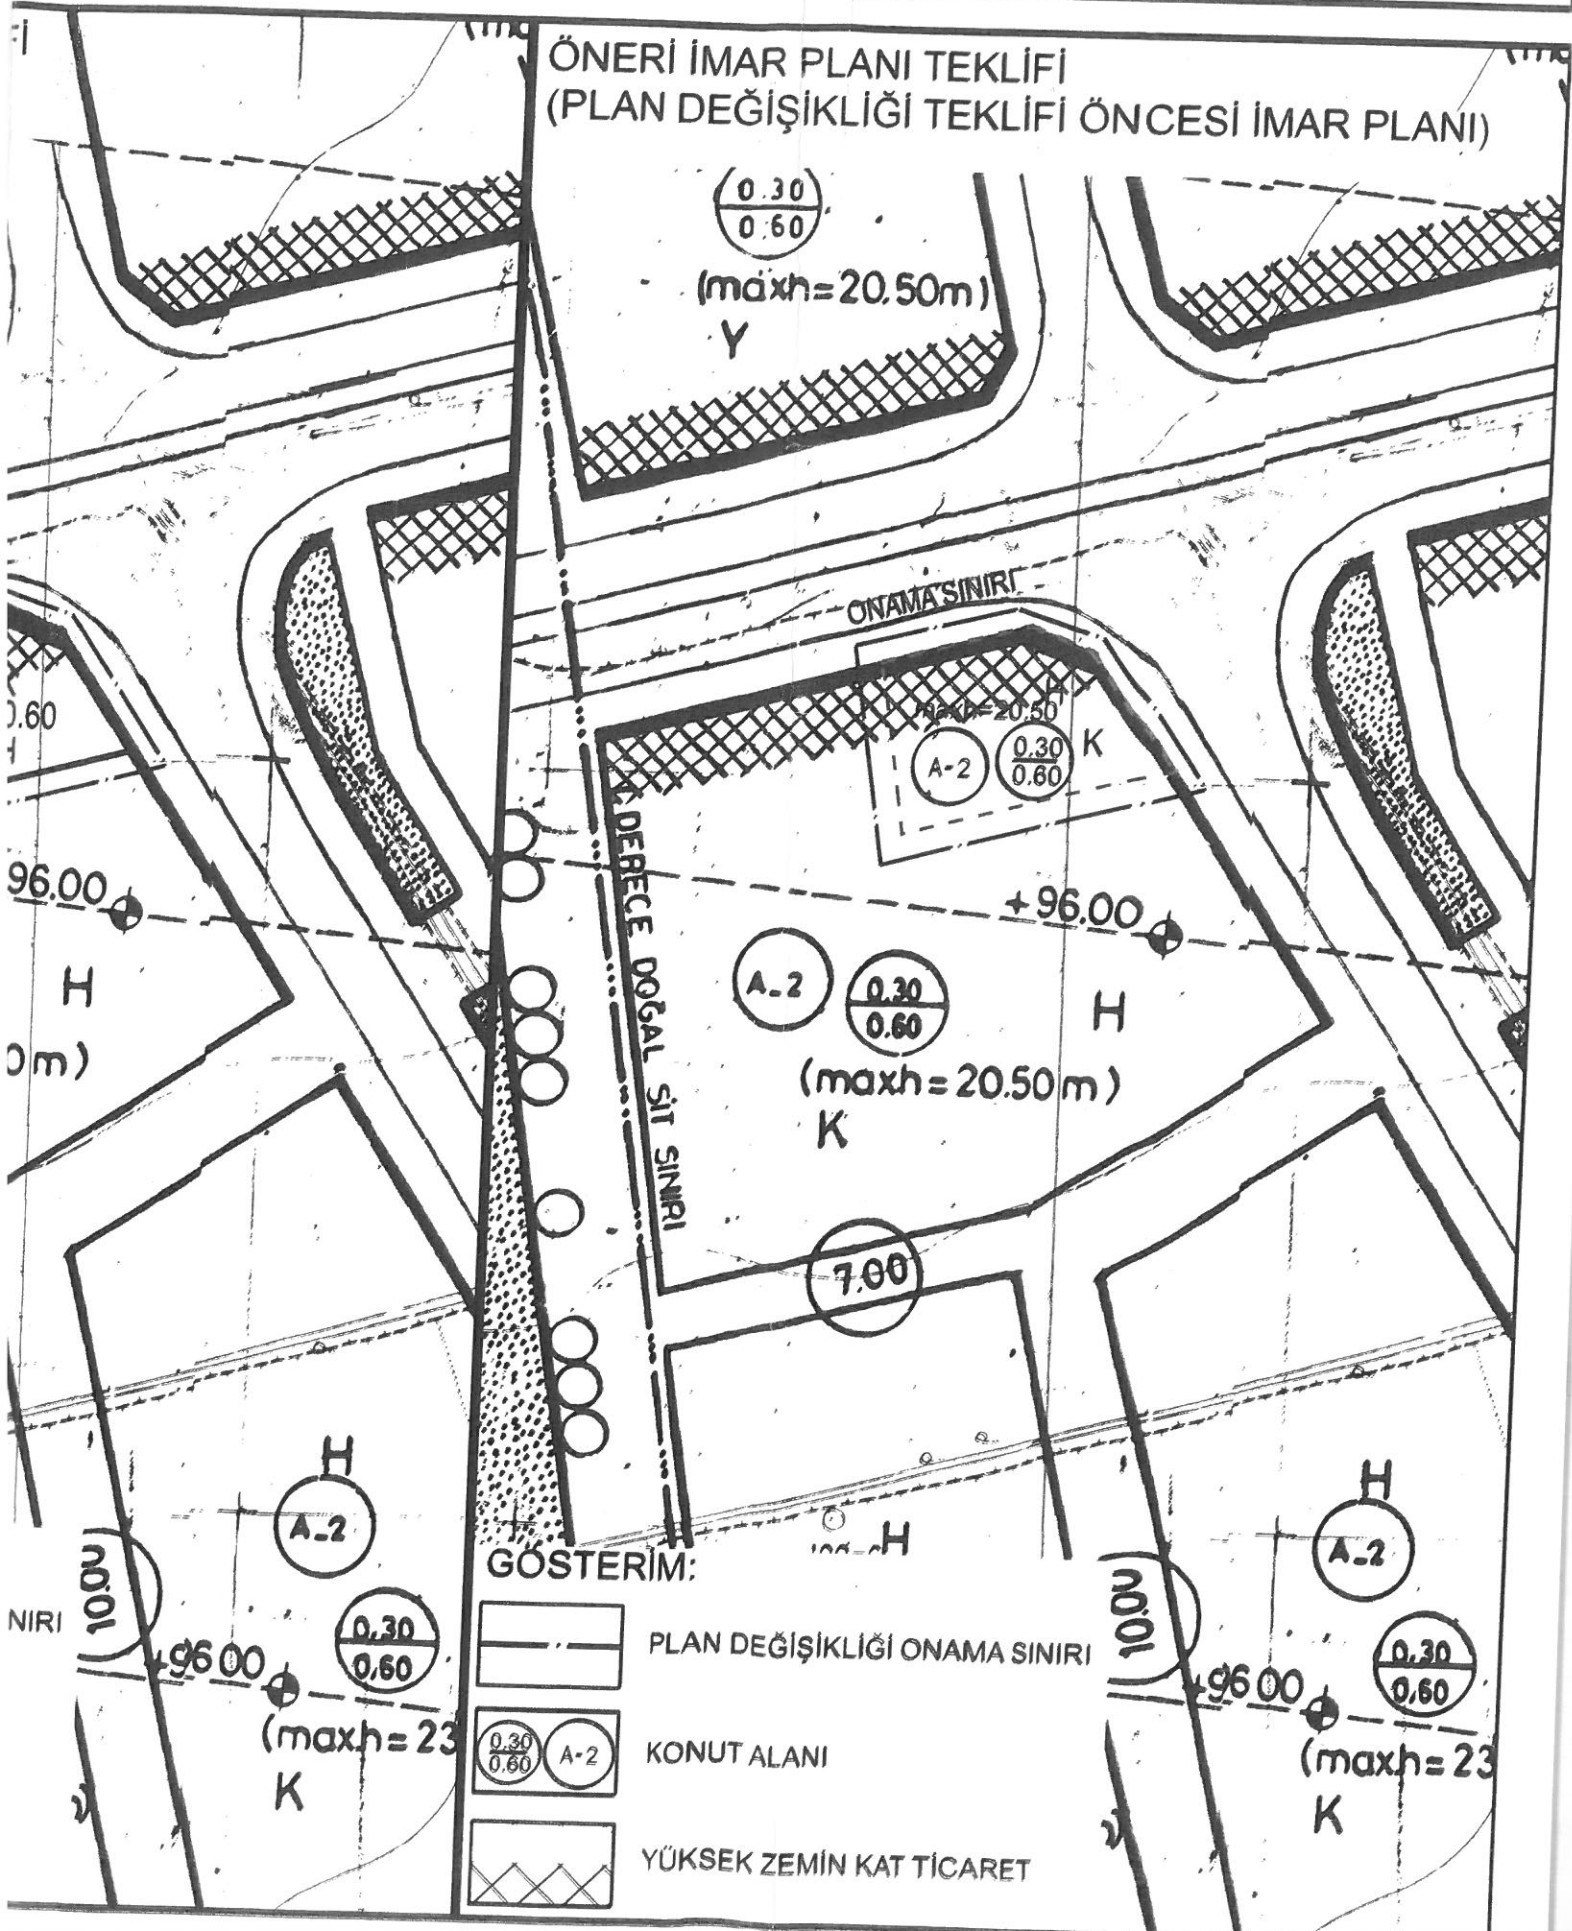 ÖNERİ İMAR PLANI TEKLİFİ
(PLAN DEĞİŞİKLİĞİ TEKLİFİ ÖNCESİ İMAR PLANI)
0.30
0.60
(maxh=20.50m)
Y
ONAMA SINIRI
H
maxh=20.50
A-2
0.30
0.60
K
0.60
DEBECE DOĞAL SİT SINIRI
96.00
+96.00
H
A-2
0.30
0.60
H
(maxh=20.50m)
0m)
K
7.00
H
A-2
H
H
A-2
10.00
10.00
NIRI
0.30
0.60
+96 00
(maxh=23
K
0.30
0.60
+96 00
(maxh=23
K
GÖSTERİM:
PLAN DEĞİŞİKLİĞİ ONAMA SINIRI
0.30
0.60
A-2
KONUT ALANI
YÜKSEK ZEMİN KAT TİCARET